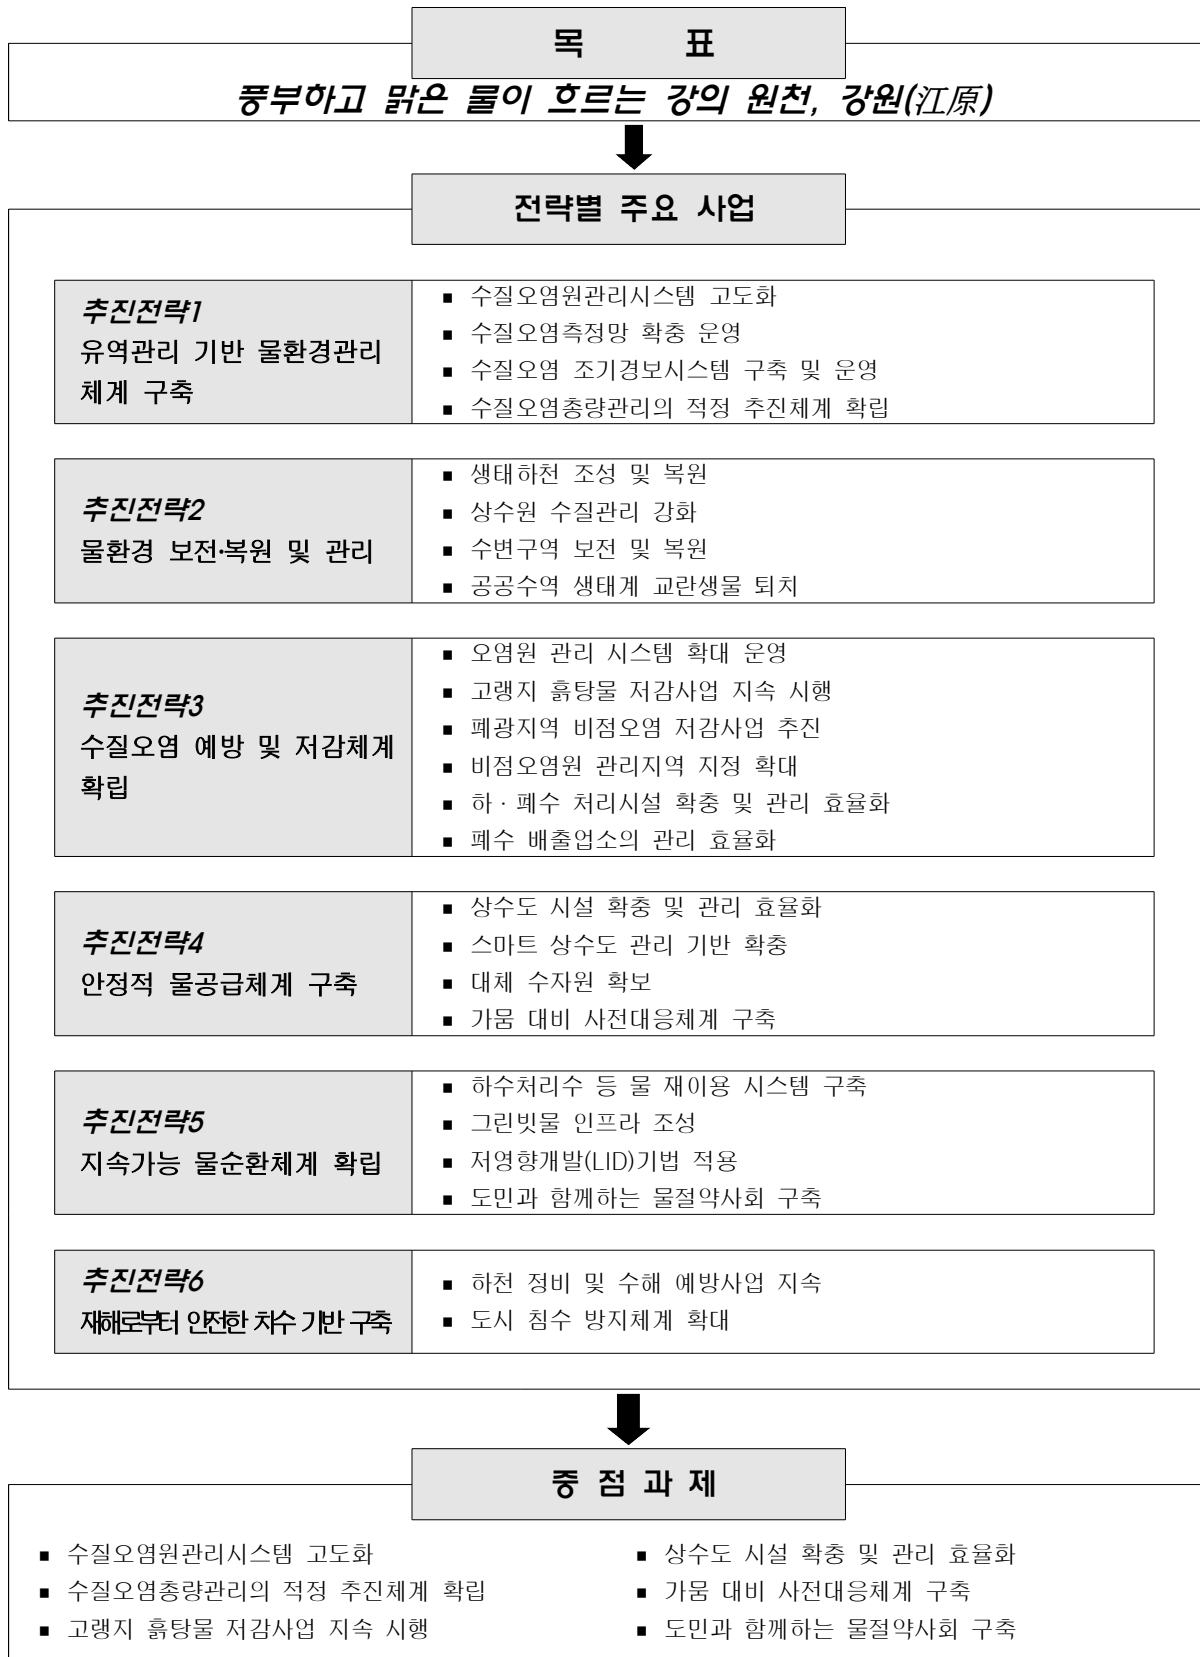 목 표
풍부하고 맑은 물이 흐르는 강의 원천, 강원(江原)
전략별 주요 사업
추진전략1
유역관리 기반 물환경관리
체계 구축
▪ 수질오염원관리시스템 고도화
▪ 수질오염측정망 확충 운영
▪ 수질오염 조기경보시스템 구축 및 운영
▪ 수질오염총량관리의 적정 추진체계 확립
추진전략2
물환경 보전·복원 및 관리
▪ 생태하천 조성 및 복원
▪ 상수원 수질관리 강화
▪ 수변구역 보전 및 복원
▪ 공공수역 생태계 교란생물 퇴치
추진전략3
수질오염 예방 및 저감체계
확립
▪ 오염원 관리 시스템 확대 운영
▪ 고랭지 흙탕물 저감사업 지속 시행
▪ 폐광지역 비점오염 저감사업 추진
▪ 비점오염원 관리지역 지정 확대
▪ 하·폐수 처리시설 확충 및 관리 효율화
▪ 폐수 배출업소의 관리 효율화
추진전략4
안정적 물공급체계 구축
▪ 상수도 시설 확충 및 관리 효율화
▪ 스마트 상수도 관리 기반 확충
▪ 대체 수자원 확보
▪ 가뭄 대비 사전대응체계 구축
추진전략5
지속가능 물순환체계 확립
▪ 하수처리수 등 물 재이용 시스템 구축
▪ 그린빗물 인프라 조성
▪ 저영향개발(LID)기법 적용
▪ 도민과 함께하는 물절약사회 구축
추진전략6
재해로부터 안전한 치수 기반 구축
▪ 하천 정비 및 수해 예방사업 지속
▪ 도시 침수 방지체계 확대
중 점 과 제
▪ 수질오염원관리시스템 고도화
▪ 수질오염총량관리의 적정 추진체계 확립
▪ 고랭지 흙탕물 저감사업 지속 시행
▪ 상수도 시설 확충 및 관리 효율화
▪ 가뭄 대비 사전대응체계 구축
▪ 도민과 함께하는 물절약사회 구축